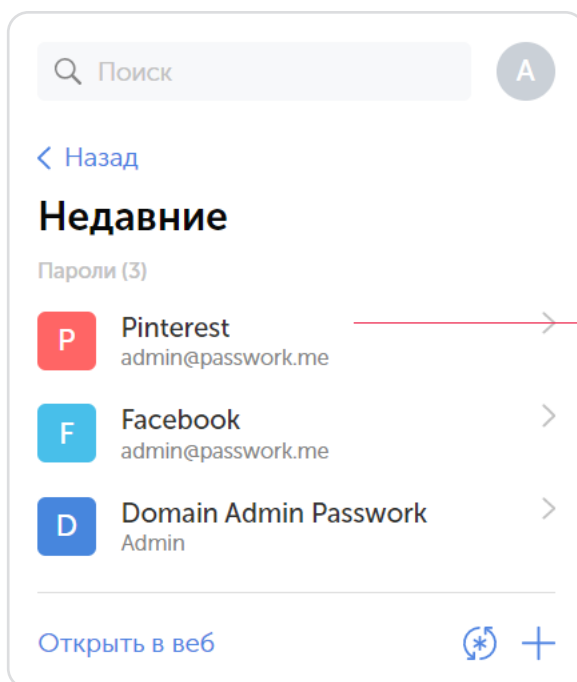 Поиск
A
Назад
Недавние
Пароли (3)
P
Pinterest
admin@passwork.me
F
Facebook
admin@passwork.me
D
Domain Admin Passwork
Admin
Открыть в веб